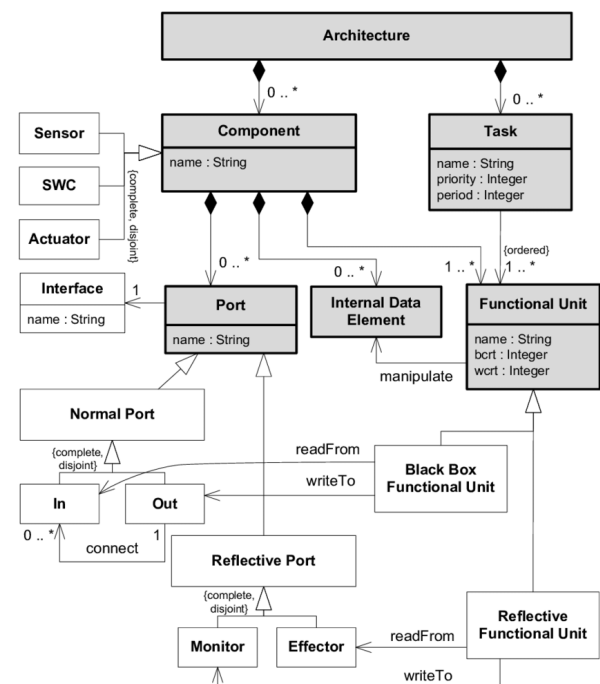 Architecture
0 .. *
0 .. *
Sensor
Component
Task
name : String
name : String
priority : Integer
period : Integer
SWC
{complete,
disjoint}
Actuator
{ordered}
0 .. *
0 .. *
1 .. *
1 .. *
Interface
1
name : String
Port
name : String
Internal Data
Element
Functional Unit
name : String
bcrt : Integer
wcrt : Integer
manipulate
Normal Port
{complete,
disjoint}
readFrom
writeTo
Black Box
Functional Unit
In
Out
0 .. *
1
connect
Reflective Port
{complete,
disjoint}
Reflective
Functional Unit
Monitor
Effector
readFrom
writeTo